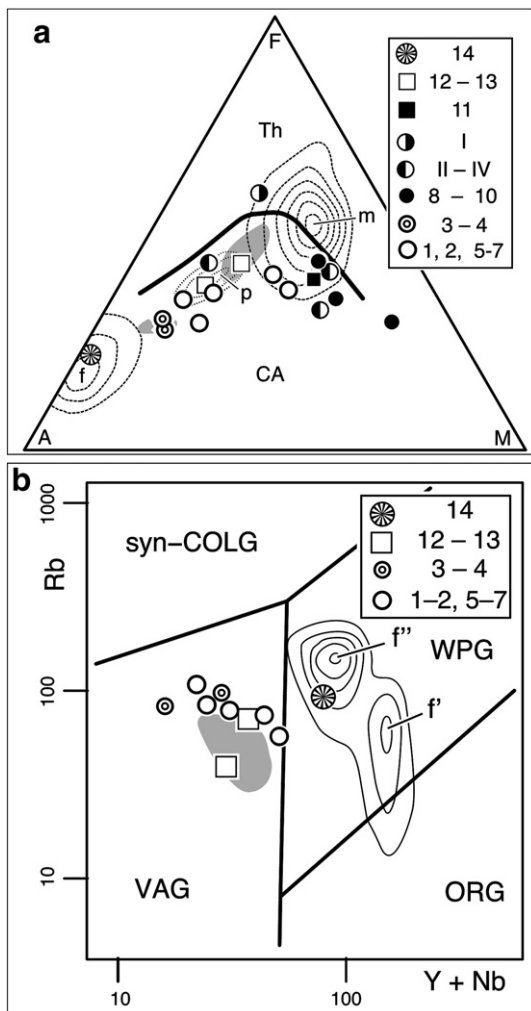 a
F
Th
14
12 – 13
11
I
II – IV
8 – 10
3 – 4
1, 2, 5-7
m
p
f
CA
A
M
b
1000
Rb
syn–COLG
14
12 – 13
3 – 4
1–2, 5–7
f"
WPG
100
f'
10
VAG
ORG
10
100
Y + Nb